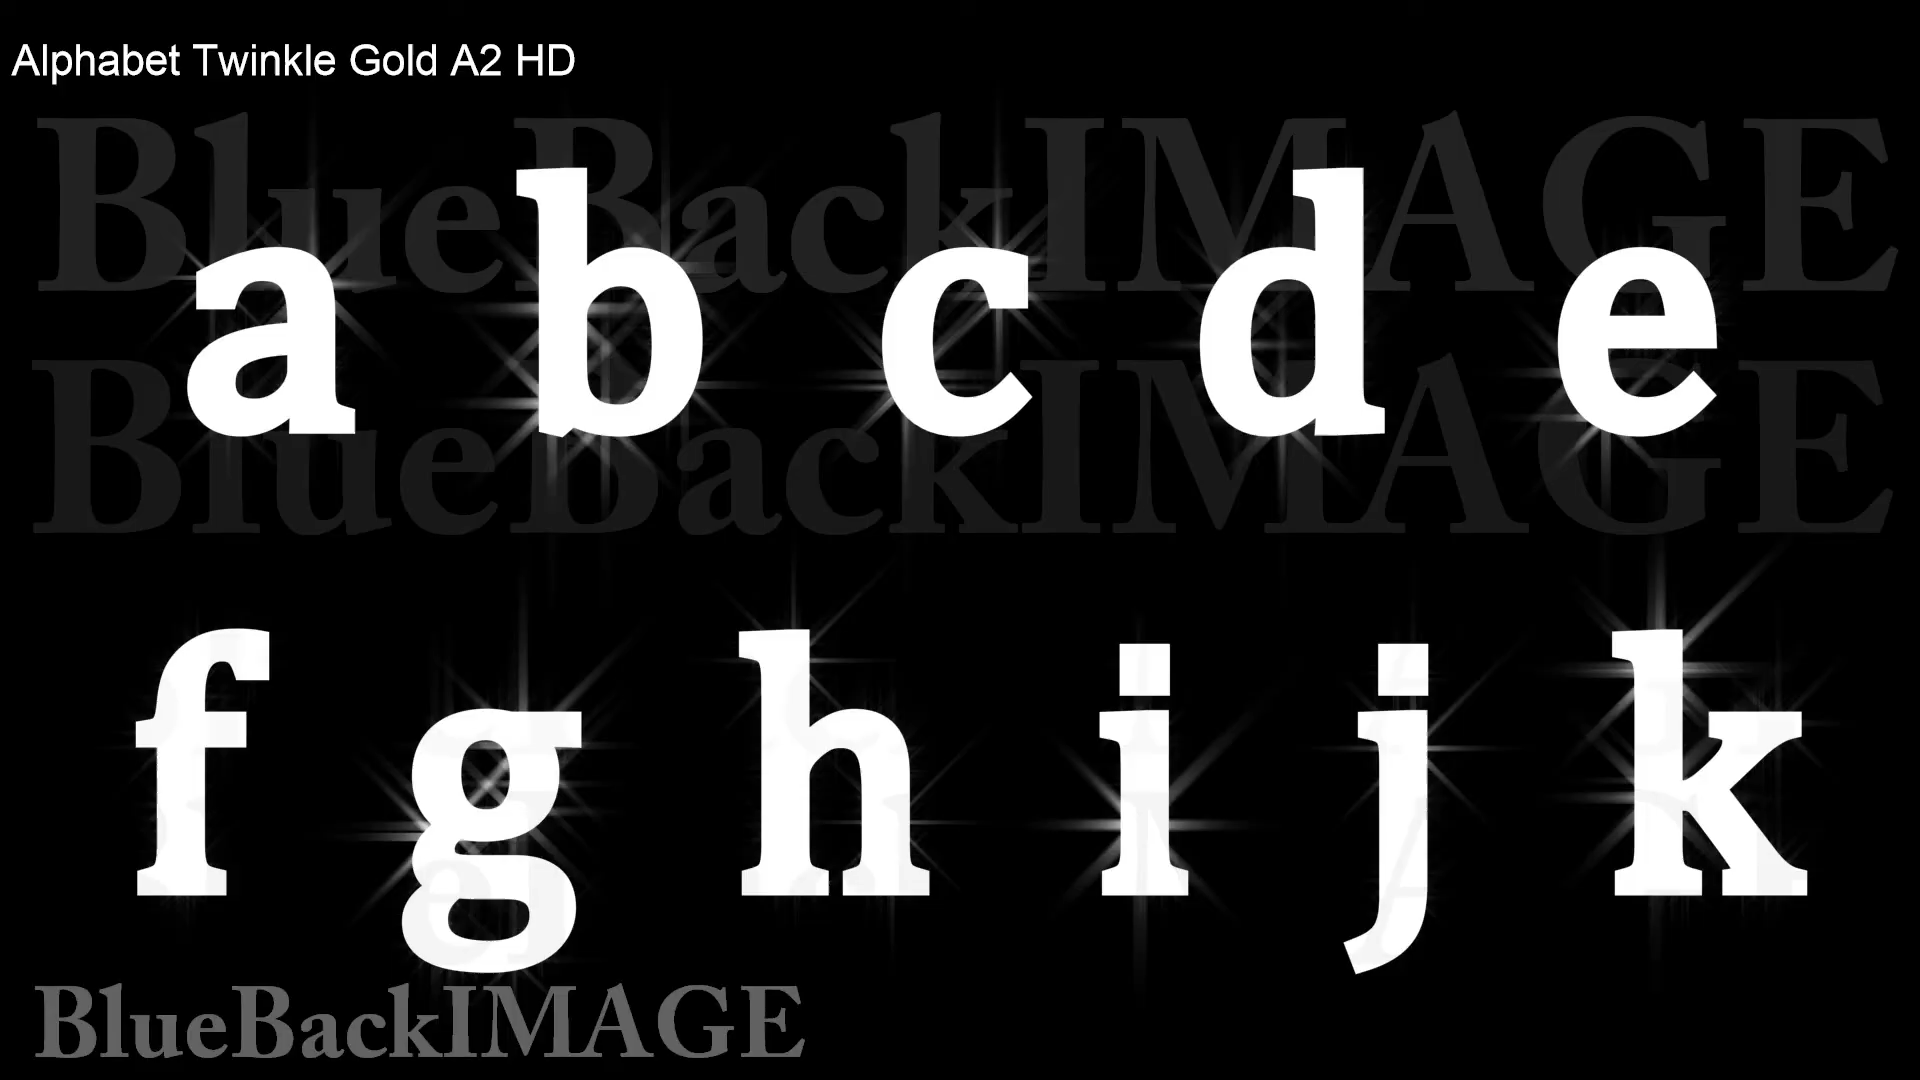 Alphabet Twinkle Gold A2 HD
BlueBackIMAGE
a b c d e
BlueBackIMAGE
f g h i j k
BlueBackIMAGE